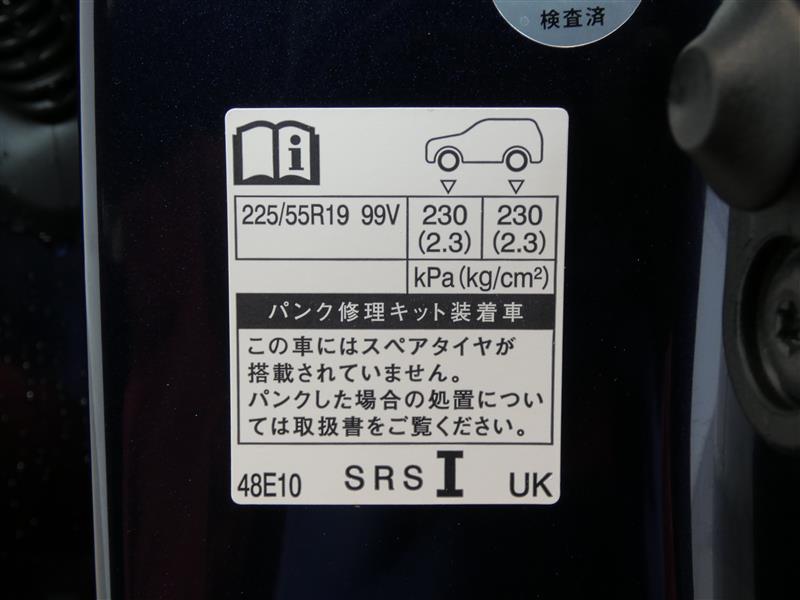 検査済
225/55R19 99V 230 230
(2.3) (2.3)
kPa(kg/cm²)
パンク修理キット装着車
この車にはスペアタイヤが
搭載されていません。
パンクした場合の処置につい
ては取扱書をご覧ください。
48E10 SRS I UK